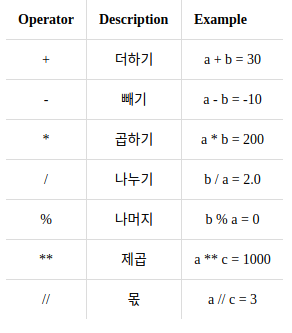 Operator Description Example
+ 더하기 a + b = 30
- 빼기 a - b = -10
* 곱하기 a * b = 200
/ 나누기 b / a = 2.0
% 나머지 b % a = 0
** 제곱 a ** c = 1000
// 몫 a // c = 3